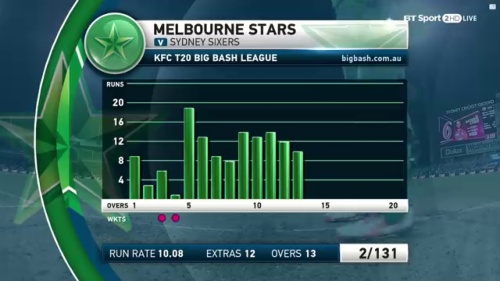 BT Sport 2HD LIVE
MELBOURNE STARS
V SYDNEY SIXERS
KFC T20 BIG BASH LEAGUE bigbash.com.au
RUNS
20
16
12
8
4
OVERS 1 5 10 15 20
WKTS
RUN RATE 10.08 EXTRAS 12 OVERS 13 2/131